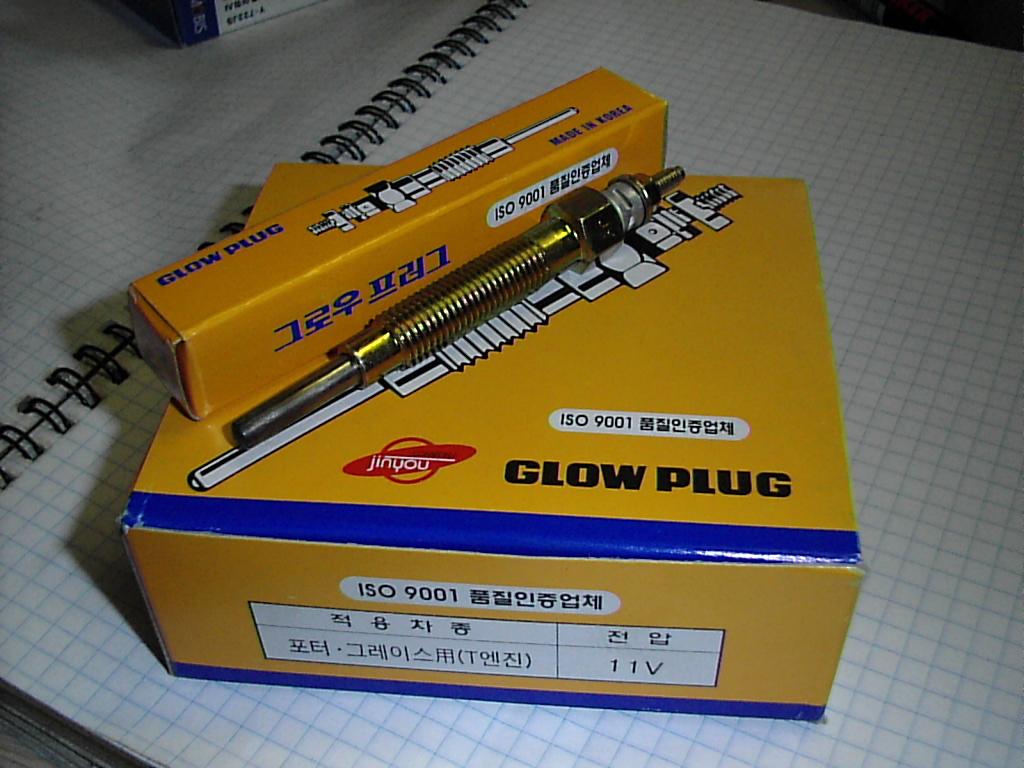 GLOW PLUG
MADE IN KOREA
그로우 프러그
ISO 9001 품질인증업체
ISO 9001 품질인증업체
jinyou
GLOW PLUG
ISO 9001 품질인증업체
적 용 차 종 전 압
포터·그레이스用(T엔진) 11V